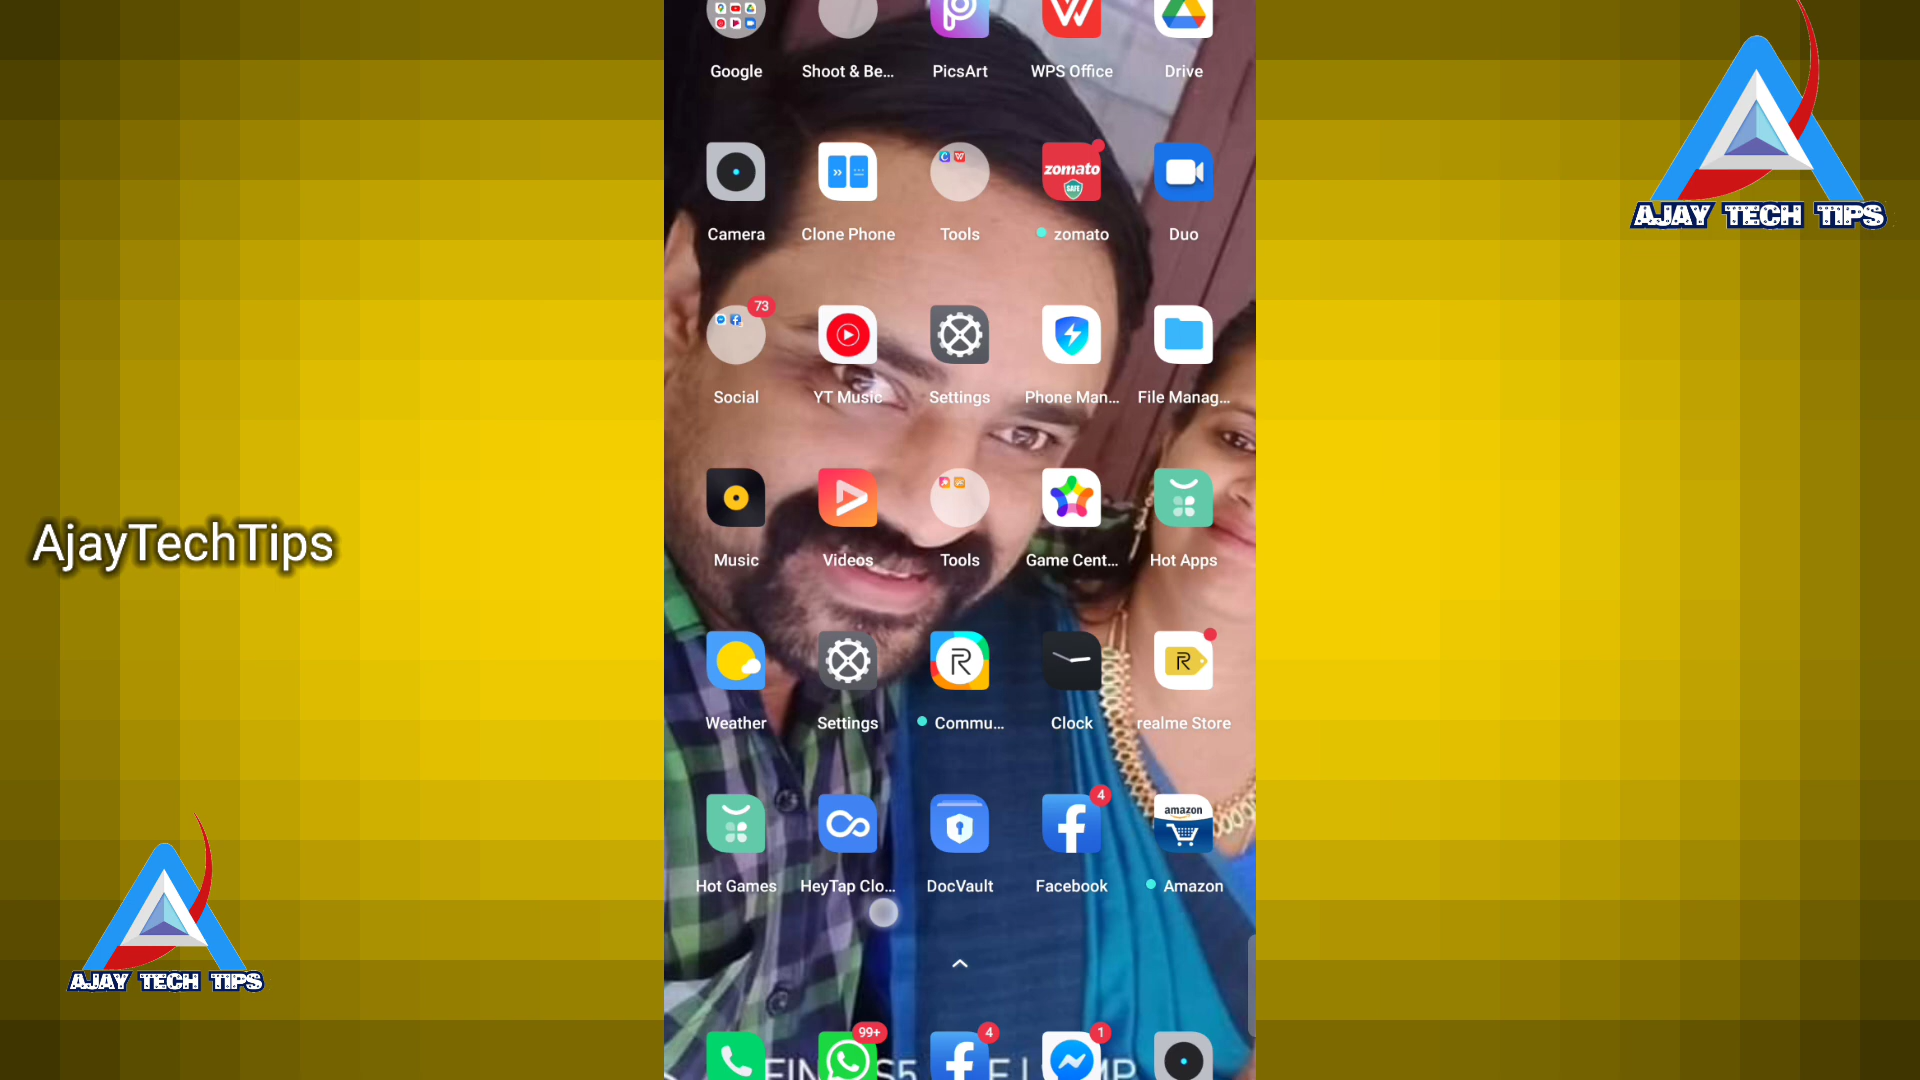 Google Shoot & Be... PicsArt WPS Office Drive
AJAY TECH TIPS
zomato
SAFE
Camera Clone Phone Tools zomato Duo
73
Social YT Music Settings Phone Man... File Manag...
AjayTechTips
Music Videos Tools Game Cent... Hot Apps
Weather Settings Commu... Clock realme Store
4
amazon
Hot Games HeyTap Clo... DocVault Facebook Amazon
AJAY TECH TIPS
99+ 4 1